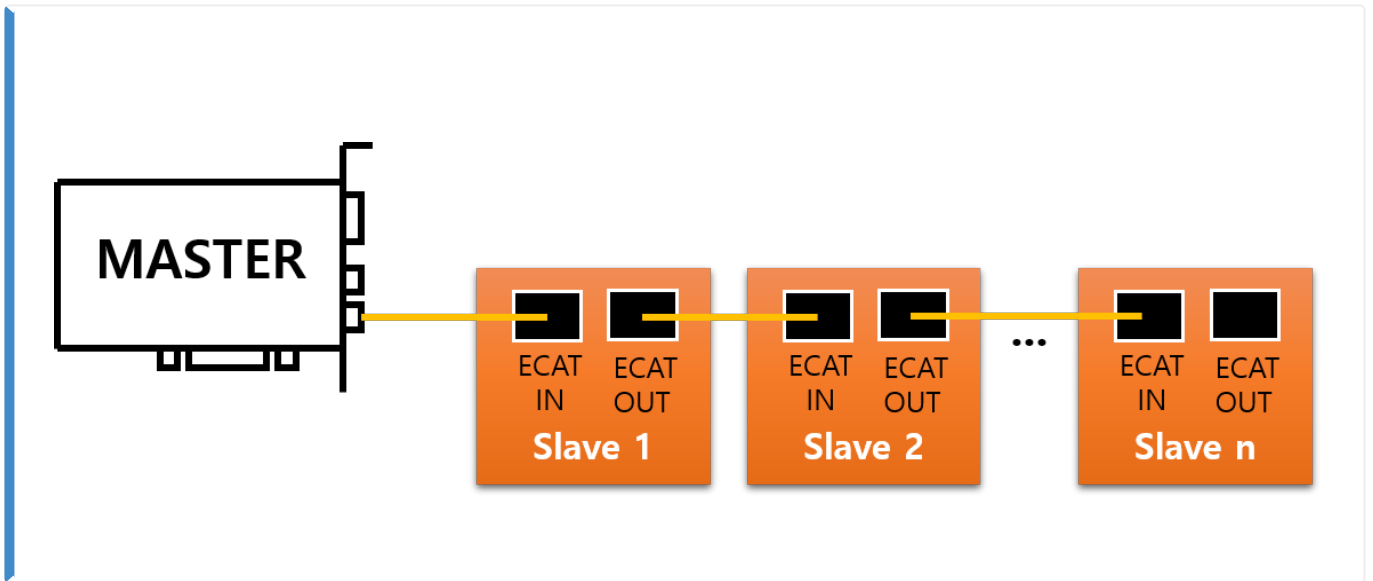 MASTER
ECAT
IN
ECAT
OUT
Slave 1
ECAT
IN
ECAT
OUT
Slave 2
...
ECAT
IN
ECAT
OUT
Slave n